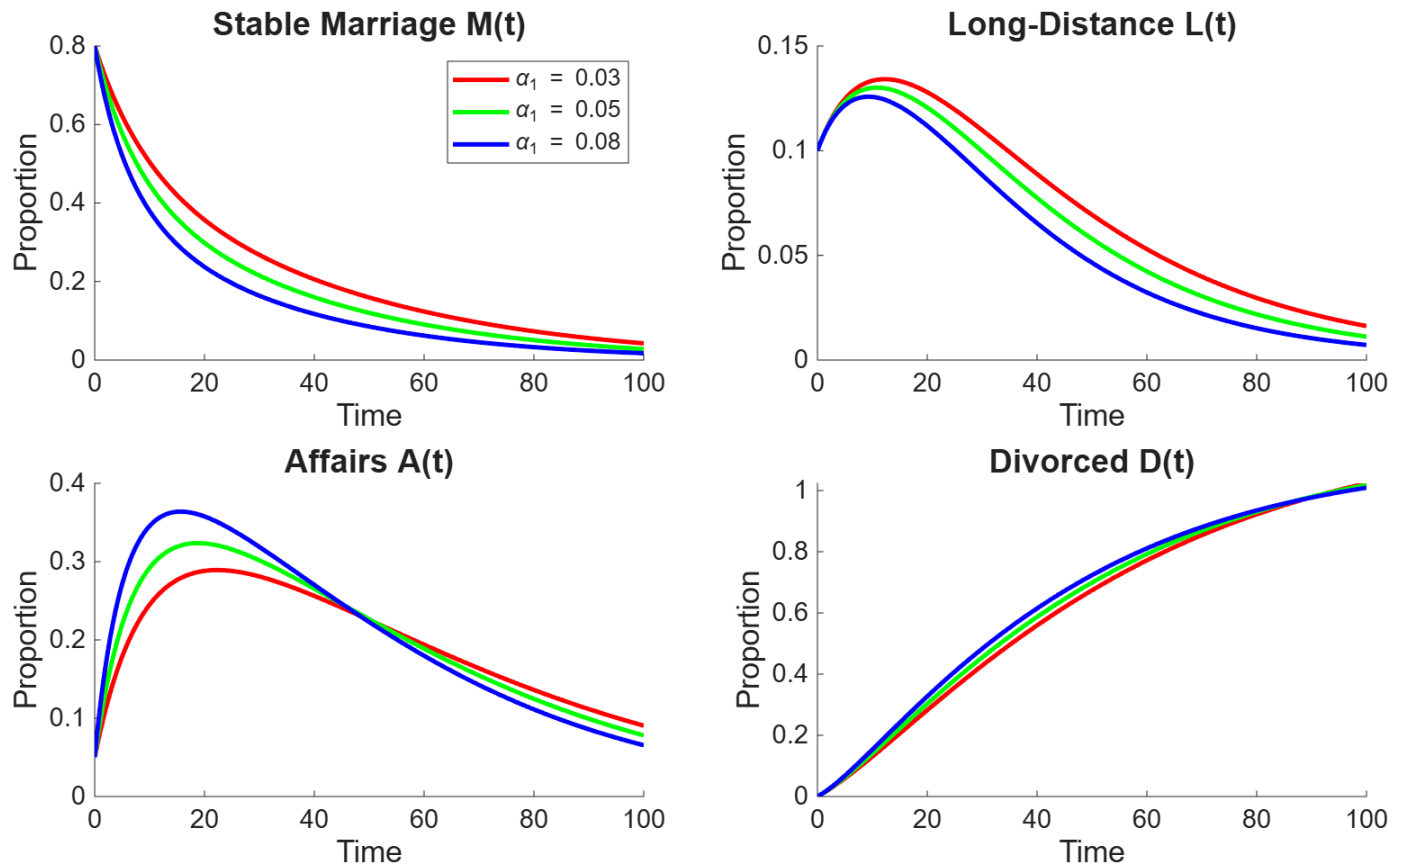 Stable Marriage M(t)
Proportion
0.8
0.6
0.4
0.2
0
0 20 40 60 80 100
Time
α1 = 0.03
α1 = 0.05
α1 = 0.08
Long-Distance L(t)
Proportion
0.15
0.1
0.05
0
0 20 40 60 80 100
Time
Affairs A(t)
Proportion
0.4
0.3
0.2
0.1
0
0 20 40 60 80 100
Time
Divorced D(t)
Proportion
1
0.8
0.6
0.4
0.2
0
0 20 40 60 80 100
Time